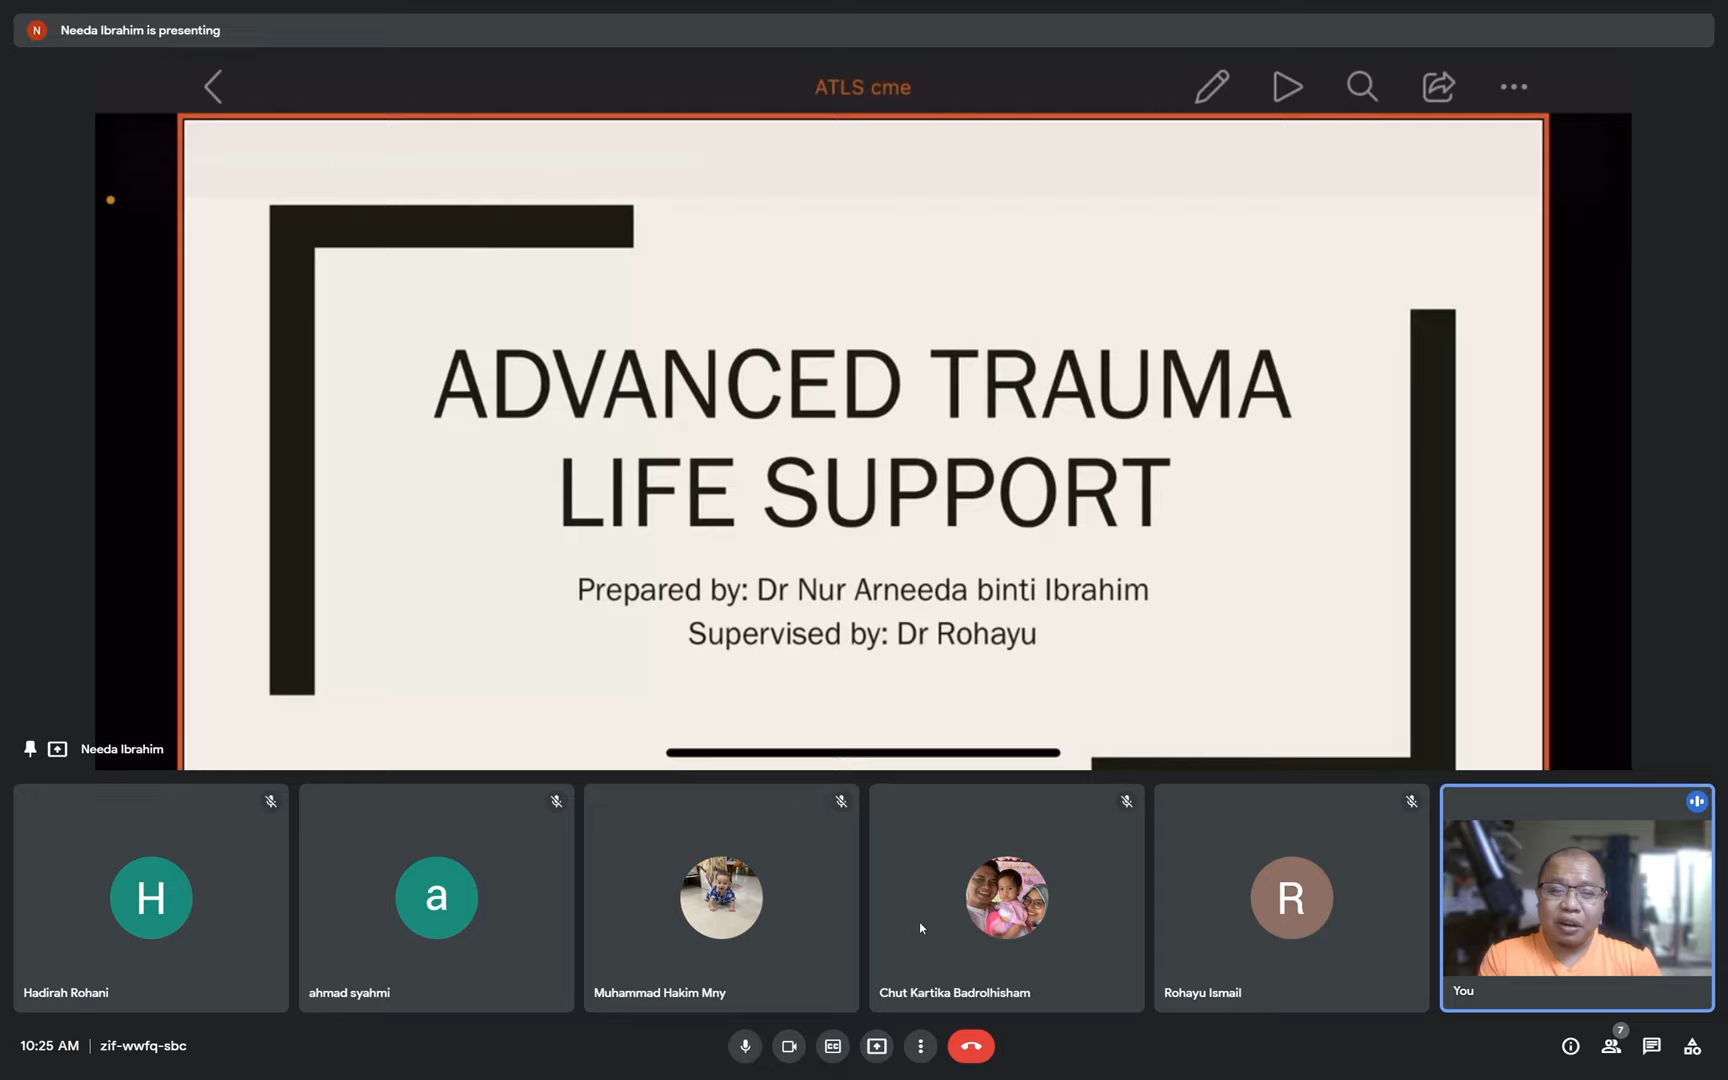 N
Needa Ibrahim is presenting
ATLS cme
ADVANCED TRAUMA
LIFE SUPPORT
Prepared by: Dr Nur Arneeda binti Ibrahim
Supervised by: Dr Rohayu
Needa Ibrahim
H
a
R
Hadirah Rohani
ahmad syahmi
Muhammad Hakim Mny
Chut Kartika Badrolhisham
Rohayu Ismail
You
10:25 AM | zif-wwfq-sbc
CC
7